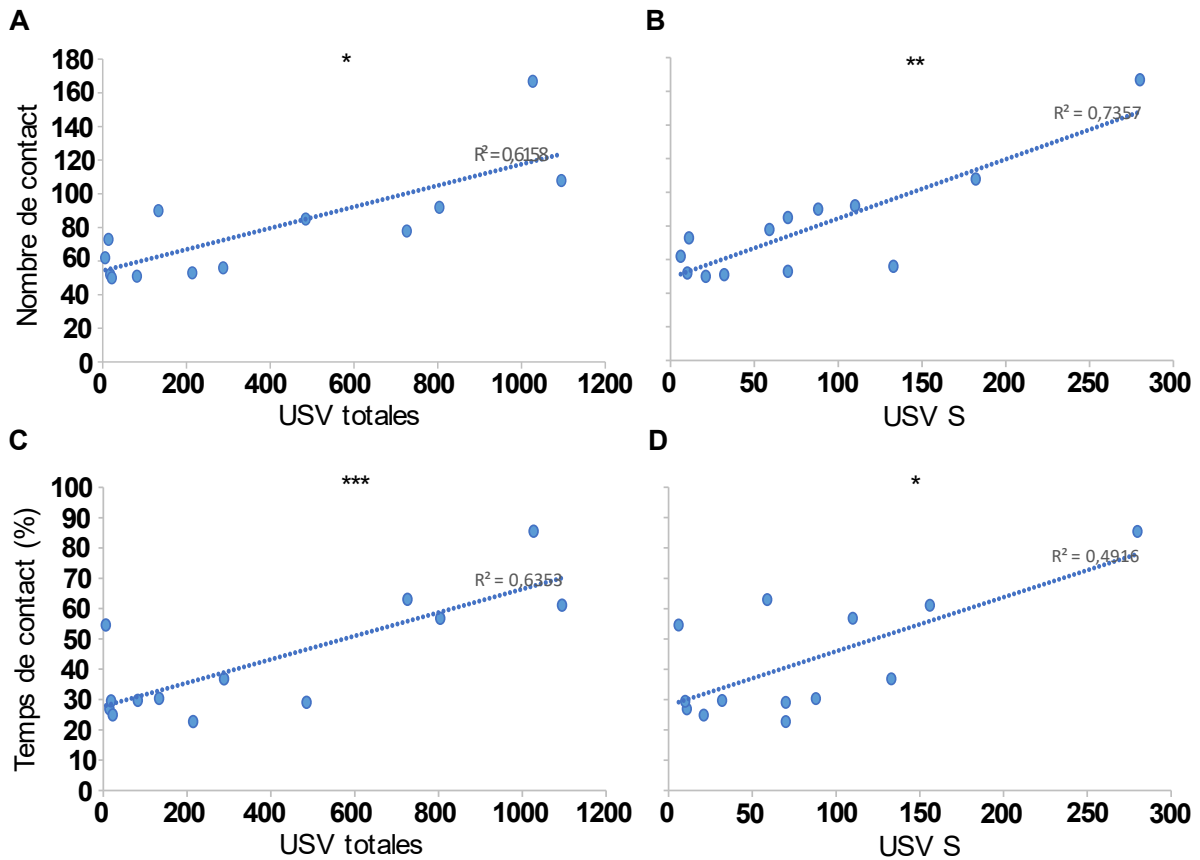 A
*
180
160
140
120
100
80
60
40
20
0
Nombre de contact
R² = 0,6158
0 200 400 600 800 1000 1200
USV totales
B
**
R² = 0,7357
0 50 100 150 200 250 300
USV S
C
***
100
90
80
70
60
50
40
30
20
10
0
Temps de contact (%)
R² = 0,6353
0 200 400 600 800 1000 1200
USV totales
D
*
R² = 0,4916
0 50 100 150 200 250 300
USV S